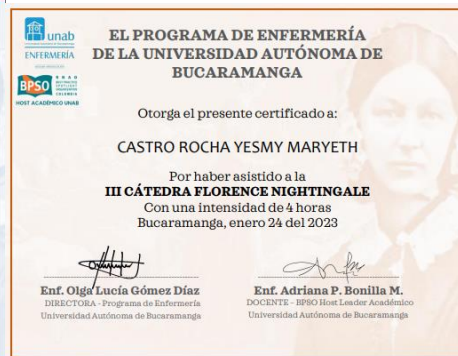 unab
ENFERMERÍA
BPSO
HOST ACADÉMICO UNAB
EL PROGRAMA DE ENFERMERÍA
DE LA UNIVERSIDAD AUTÓNOMA DE
BUCARAMANGA
Otorga el presente certificado a:
CASTRO ROCHA YESMY MARYETH
Por haber asistido a la
III CÁTEDRA FLORENCE NIGHTINGALE
Con una intensidad de 4 horas
Bucaramanga, enero 24 del 2023
Enf. Olga Lucía Gómez Díaz
DIRECTORA - Programa de Enfermería
Universidad Autónoma de Bucaramanga
Enf. Adriana P. Bonilla M.
DOCENTE - BPSO Host Leader Académico
Universidad Autónoma de Bucaramanga